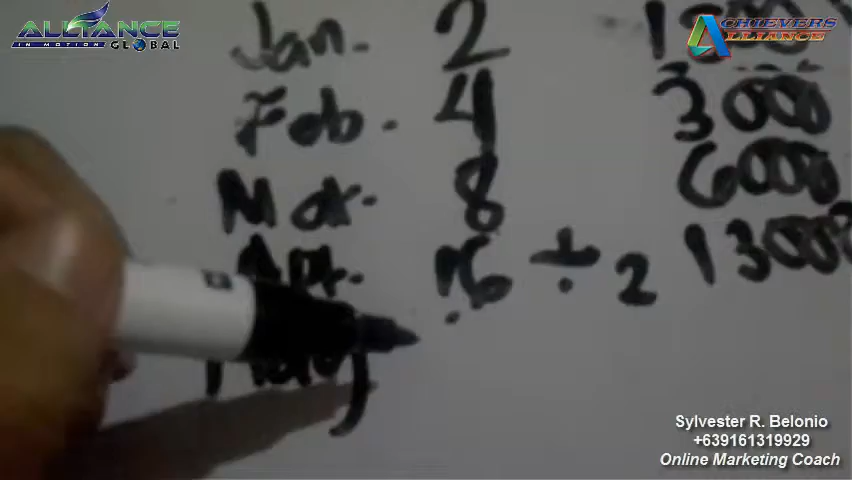 ALLIANCE
IN MOTION GLOBAL
ACHIEVERS
ALLIANCE
Jan. 2
Feb. 4 3000
Mar. 8 6000
Apr. 16 ÷ 2 13000
May
Sylvester R. Belonio
+639161319929
Online Marketing Coach